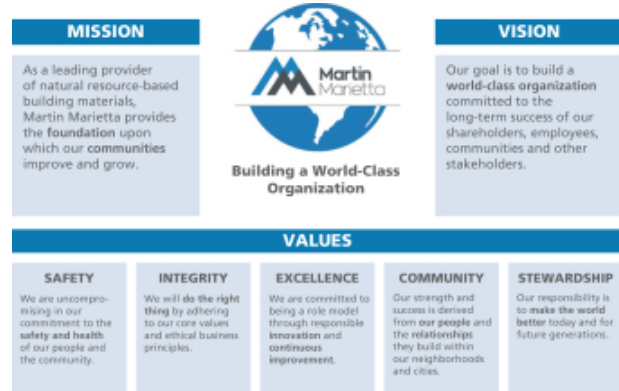 MISSION
As a leading provider
of natural resource-based
building materials,
Martin Marietta provides
the foundation upon
which our communities
improve and grow.
Martin
Marietta
Building a World-Class
Organization
VISION
Our goal is to build a
world-class organization
committed to the
long-term success of our
shareholders, employees,
communities and other
stakeholders.
VALUES
SAFETY
We are uncompro-
mising in our
commitment to the
safety and health
of our people and
the community.
INTEGRITY
We will do the right
thing by adhering
to our core values
and ethical business
principles.
EXCELLENCE
We are committed to
being a role model
through responsible
innovation and
continuous
improvement.
COMMUNITY
Our strength and
success is derived
from our people and
the relationships
they build within
our neighborhoods
and cities.
STEWARDSHIP
Our responsibility is
to make the world
better today and for
future generations.